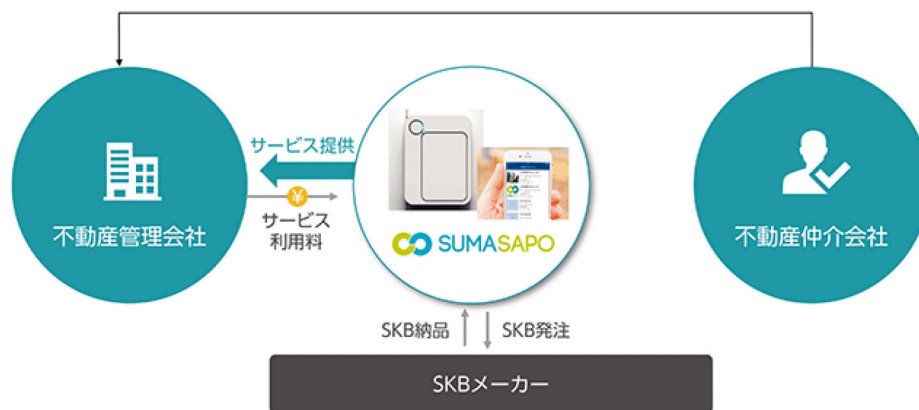 サービス提供
不動産管理会社
¥
サービス
利用料
SUMASAPO
不動産仲介会社
SKB納品
SKB発注
SKBメーカー